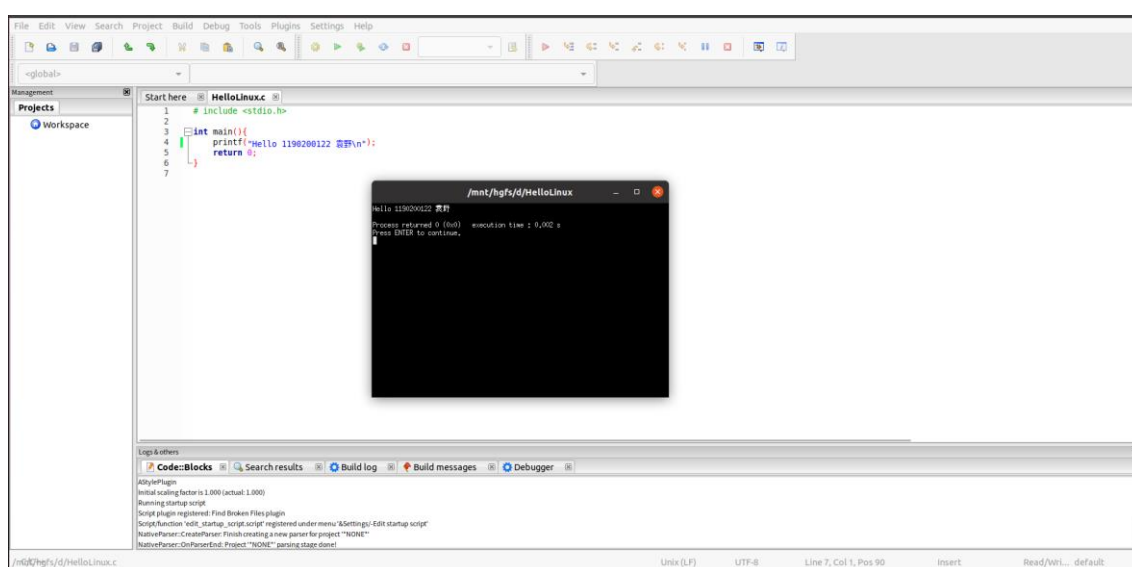 File Edit View Search Project Build Debug Tools Plugins Settings Help
<global>
Management
Projects
Workspace
Start here HelloLinux.c
1 # include <stdio.h>
2
3 int main(){
4 printf("Hello 1190200122 袁野\n");
5 return 0;
6 }
7
/mnt/hgfs/d/HelloLinux
Hello 1190200122 袁野
Process returned 0 (0x0) execution time : 0.002 s
Press ENTER to continue.
Logs & others
Code::Blocks Search results Build log Build messages Debugger
AStylePlugin
Initial scaling factor is 1.000 (actual: 1.000)
Running startup script
Script plugin registered: Find Broken Files plugin
Script/function 'edit_startup_script.script' registered under menu '&Settings/-Edit startup script'
NativeParser::CreateParser: Finish creating a new parser for project '*NONE*'
NativeParser::OnParserEnd: Project '*NONE*' parsing stage done!
/hgfs/d/HelloLinux.c Unix (LF) UTF-8 Line 7, Col 1, Pos 90 Insert Read/Wri... default